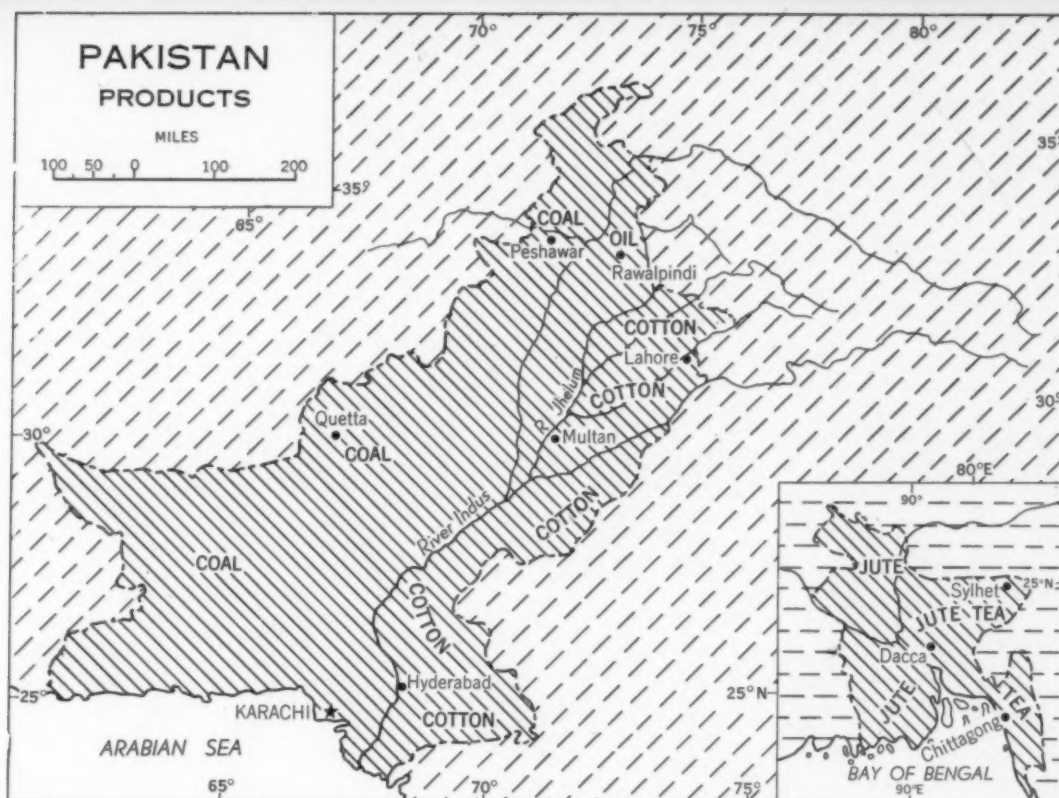 PAKISTAN
PRODUCTS
MILES
100 50 0 100 200
70° 75° 80°
35° 35°
65°
COAL
Peshawar
OIL
Rawalpindi
COTTON
Lahore
R. Jhelum
COTTON
30° 30°
Quetta
COAL
Multan
River Indus
COTTON
COAL
COTTON
Hyderabad
25° 25° N
KARACHI
COTTON
ARABIAN SEA
65° 70° 75°
80°E
90°
JUTE
Sylhet
25°N
JUTE TEA
Dacca
JUTE
TEA
Chittagong
BAY OF BENGAL
90°E